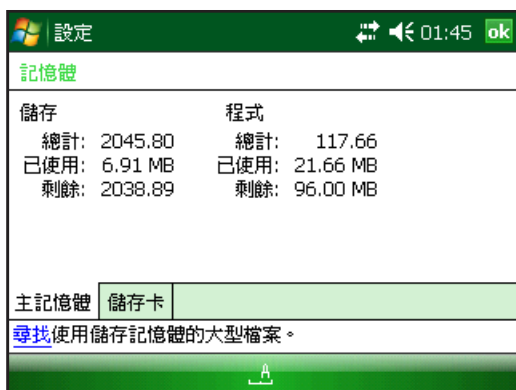 設定 01:45 ok
記憶體
儲存 程式
總計: 2045.80 總計: 117.66
已使用: 6.91 MB 已使用: 21.66 MB
剩餘: 2038.89 剩餘: 96.00 MB
主記憶體 儲存卡
尋找使用儲存記憶體的大型檔案。
A